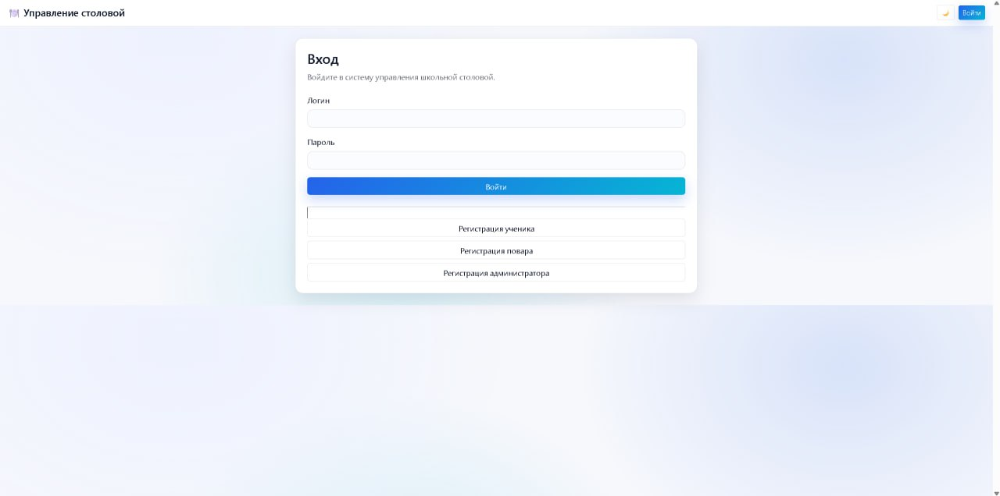 Управление столовой
Войти
Вход
Войдите в систему управления школьной столовой.
Логин
Пароль
Войти
Регистрация ученика
Регистрация повара
Регистрация администратора